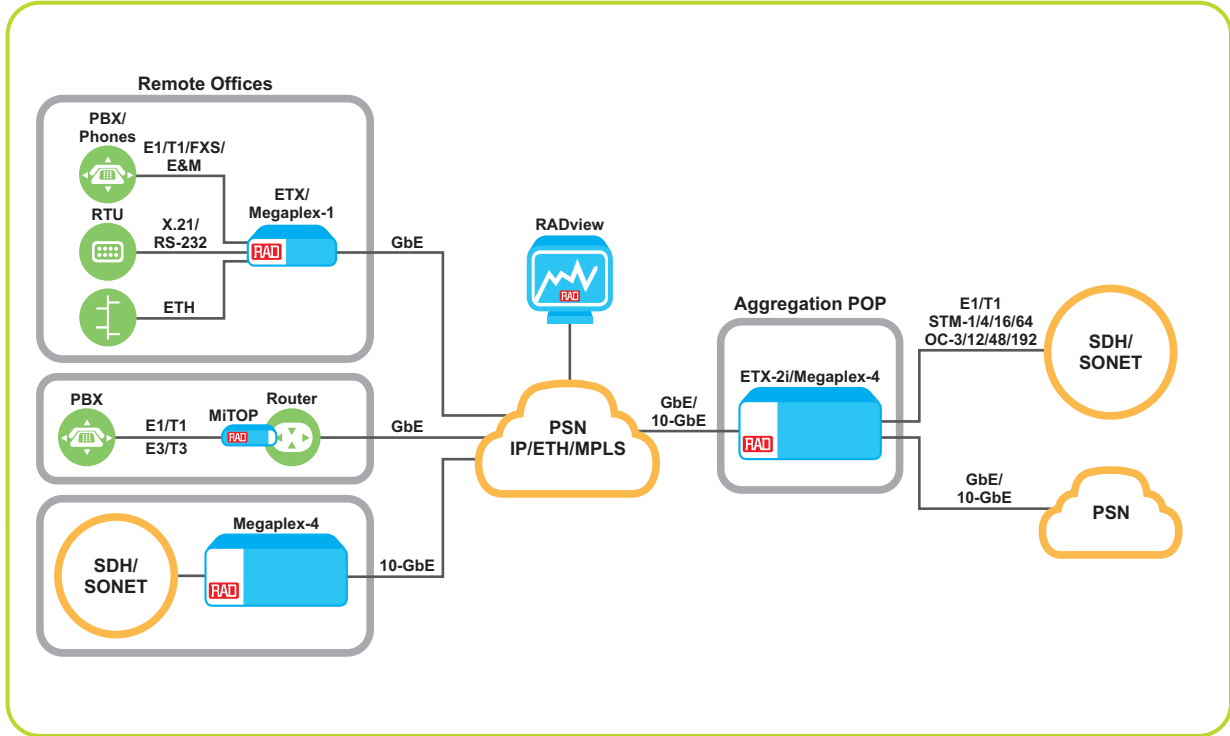 Remote Offices
PBX/
Phones
E1/T1/FXS/
E&M
RTU
X.21/
RS-232
ETH
ETX/
Megaplex-1
RAD
GbE
PBX
E1/T1
E3/T3
MiTOP
RAD
Router
GbE
SDH/
SONET
Megaplex-4
RAD
10-GbE
RADview
RAD
PSN
IP/ETH/MPLS
GbE/
10-GbE
Aggregation POP
ETX-2i/Megaplex-4
RAD
E1/T1
STM-1/4/16/64
OC-3/12/48/192
SDH/
SONET
GbE/
10-GbE
PSN